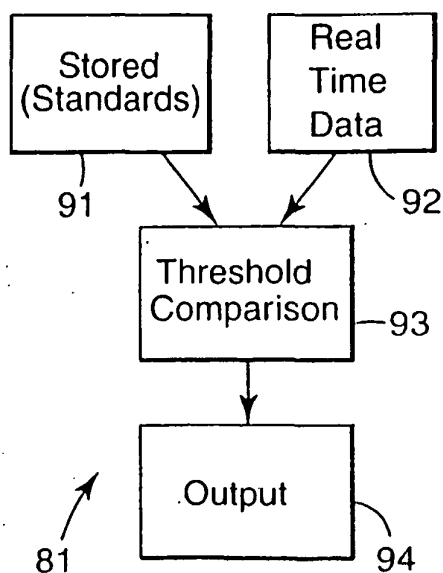 Stored
(Standards)
Real
Time
Data
91
92
Threshold
Comparison
93
Output
81
94